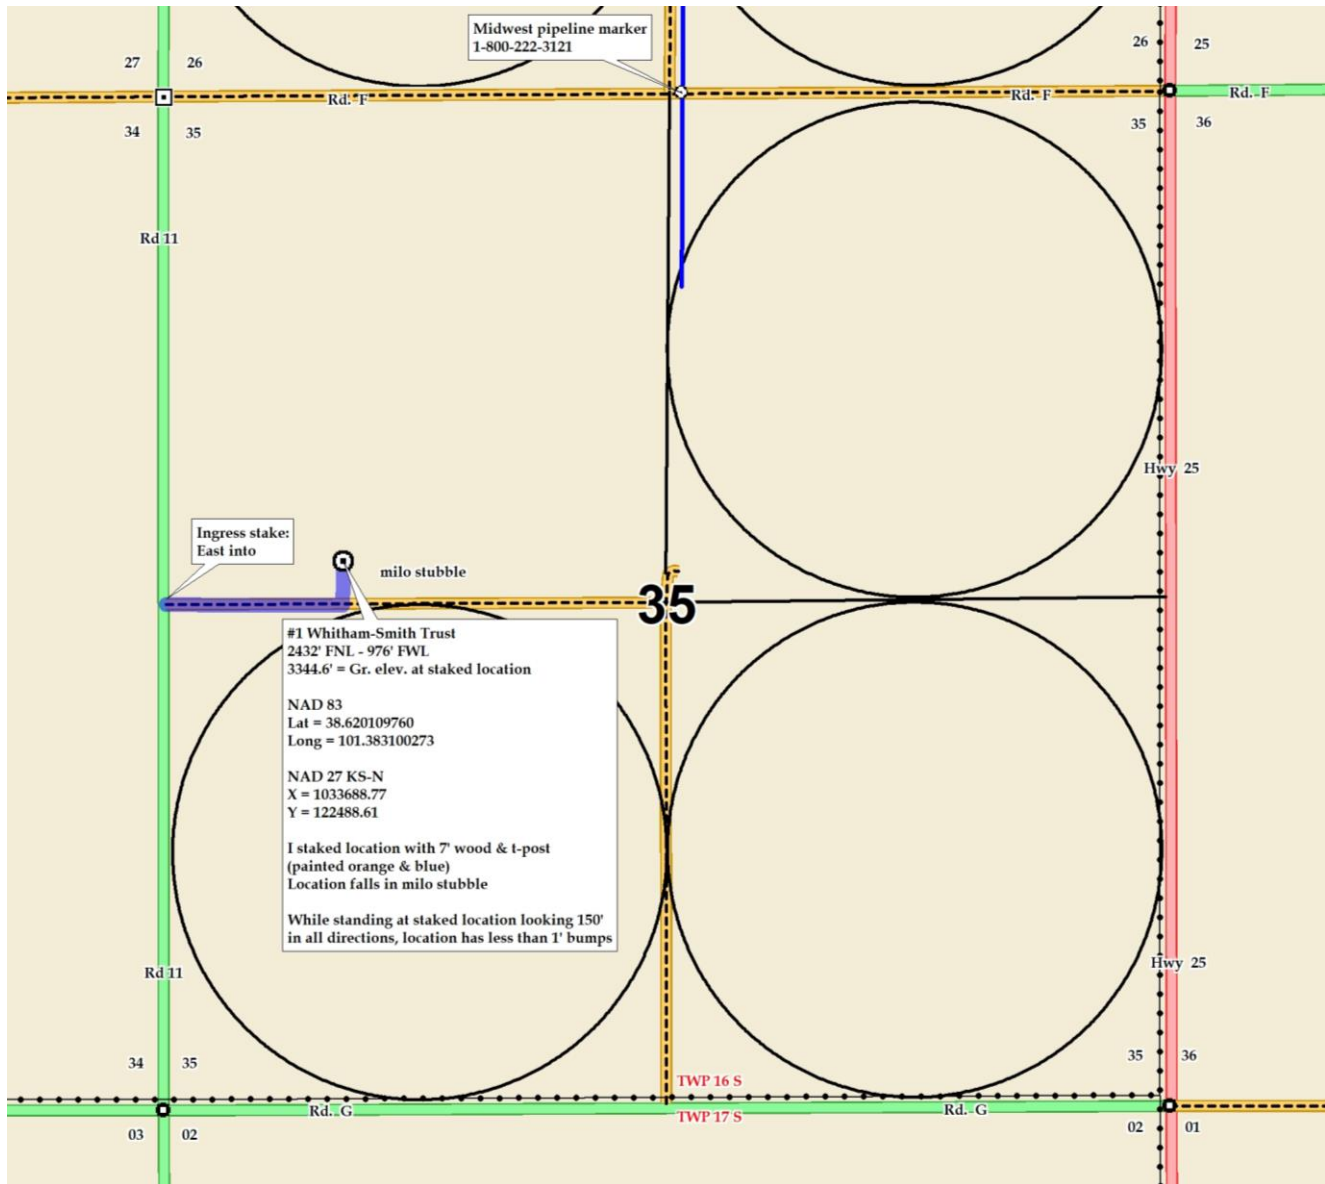 Midwest pipeline marker
1-800-222-3121
27 26
26 25
Rd. F
Rd. F
Rd. F
34 35
35 36
Rd 11
Hwy 25
Ingress stake:
East into
milo stubble
35
#1 Whitham-Smith Trust
2432' FNL - 976' FWL
3344.6' = Gr. elev. at staked location
NAD 83
Lat = 38.620109760
Long = 101.383100273
NAD 27 KS-N
X = 1033688.77
Y = 122488.61
I staked location with 7' wood & t-post
(painted orange & blue)
Location falls in milo stubble
While standing at staked location looking 150'
in all directions, location has less than 1' bumps
Rd 11
Hwy 25
34 35
35 36
TWP 16 S
Rd. G
Rd. G
TWP 17 S
03 02
02 01